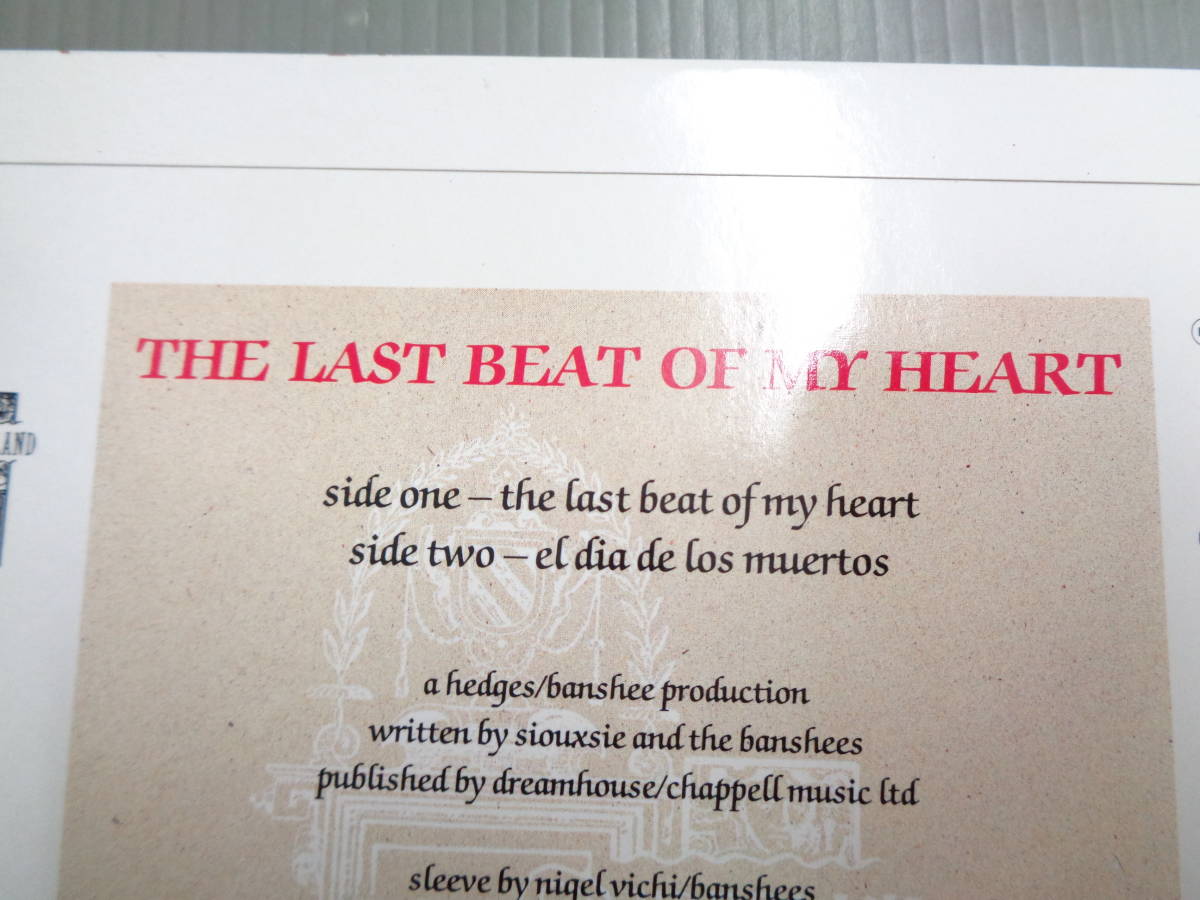 THE LAST BEAT OF MY HEART
side one – the last beat of my heart
side two – el dia de los muertos
a hedges/banshee production
written by siouxsie and the banshees
published by dreamhouse/chappell music ltd
sleeve by nigel vichi/banshees
AND